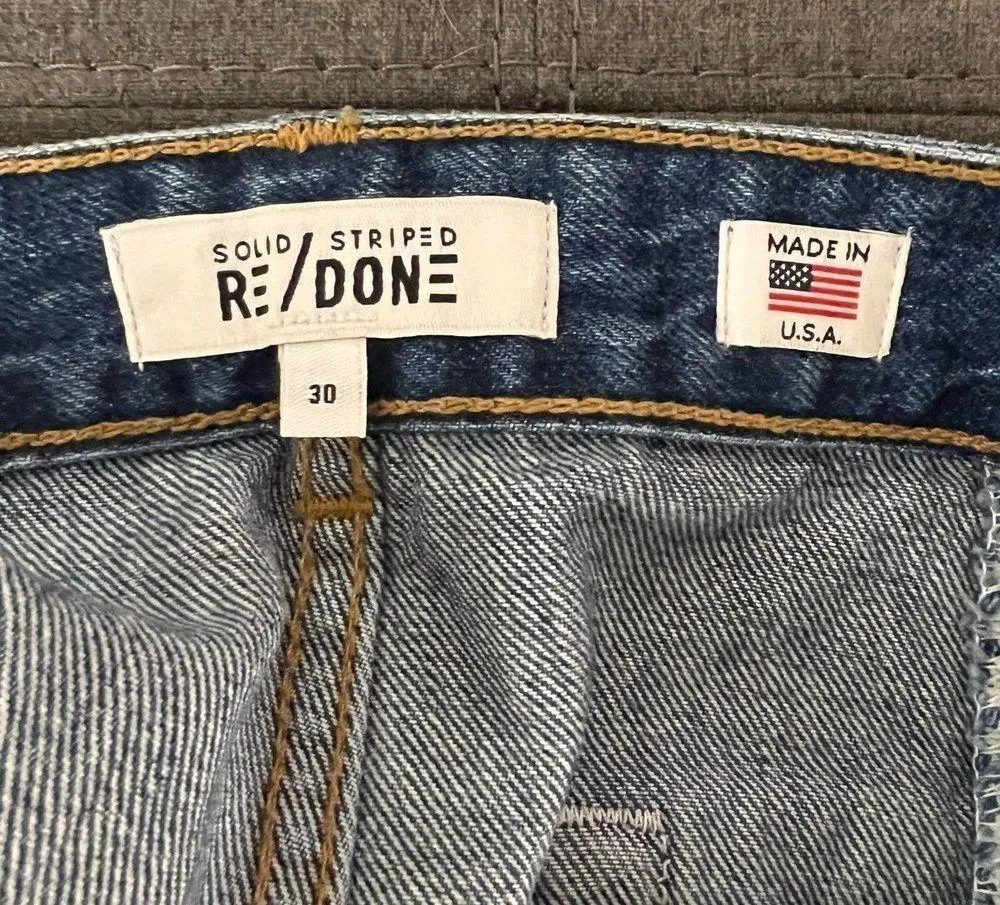 SOLID / STRIPED
RE/DONE
30
MADE IN
U.S.A.